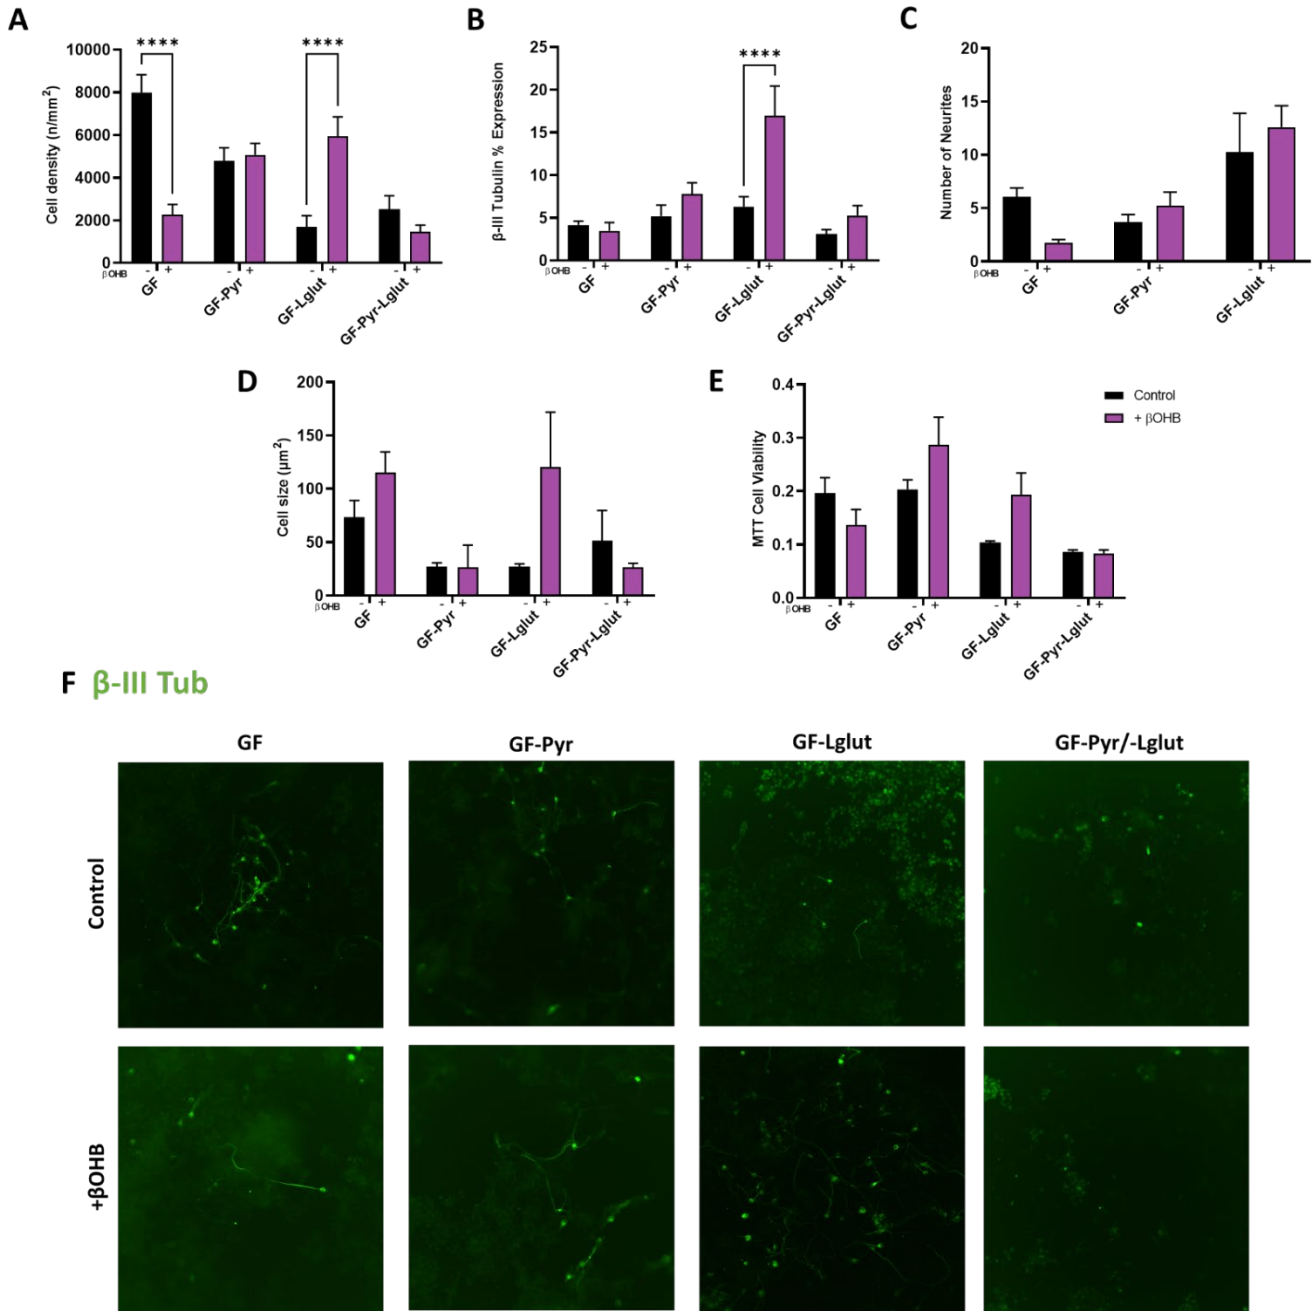 A
Cell density (n/mm²)
10000
8000
6000
4000
2000
0
****
****
βOHB - + - + - + - +
GF
GF-Pyr
GF-Lglut
GF-Pyr-Lglut
B
β-III Tubulin % Expression
25
20
15
10
5
0
****
βOHB - + - + - + - +
GF
GF-Pyr
GF-Lglut
GF-Pyr-Lglut
C
Number of Neurites
20
15
10
5
0
βOHB - + - + - +
GF
GF-Pyr
GF-Lglut
D
Cell size (µm²)
200
150
100
50
0
βOHB - + - + - + - +
GF
GF-Pyr
GF-Lglut
GF-Pyr-Lglut
E
MTT Cell Viability
0.4
0.3
0.2
0.1
0.0
βOHB - + - + - + - +
GF
GF-Pyr
GF-Lglut
GF-Pyr-Lglut
Control
+ βOHB
F β-III Tub
GF GF-Pyr GF-Lglut GF-Pyr/-Lglut
Control
+βOHB